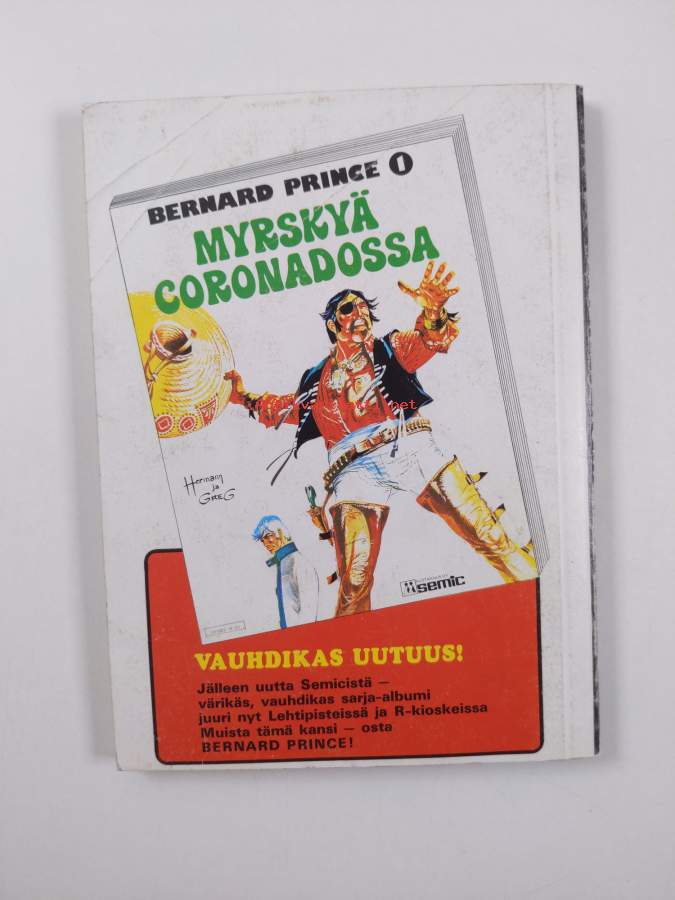 BERNARD PRINCE 1
MYRSKYÄ
CORONADOSSA
Hermann
ja
GREG
semic
VAUHDIKAS UUTUUS!
Jälleen uutta Semicistä —
värikäs, vauhdikas sarja-albumi
juuri nyt Lehtipisteissä ja R-kioskeissa
Muista tämä kansi — osta
BERNARD PRINCE!